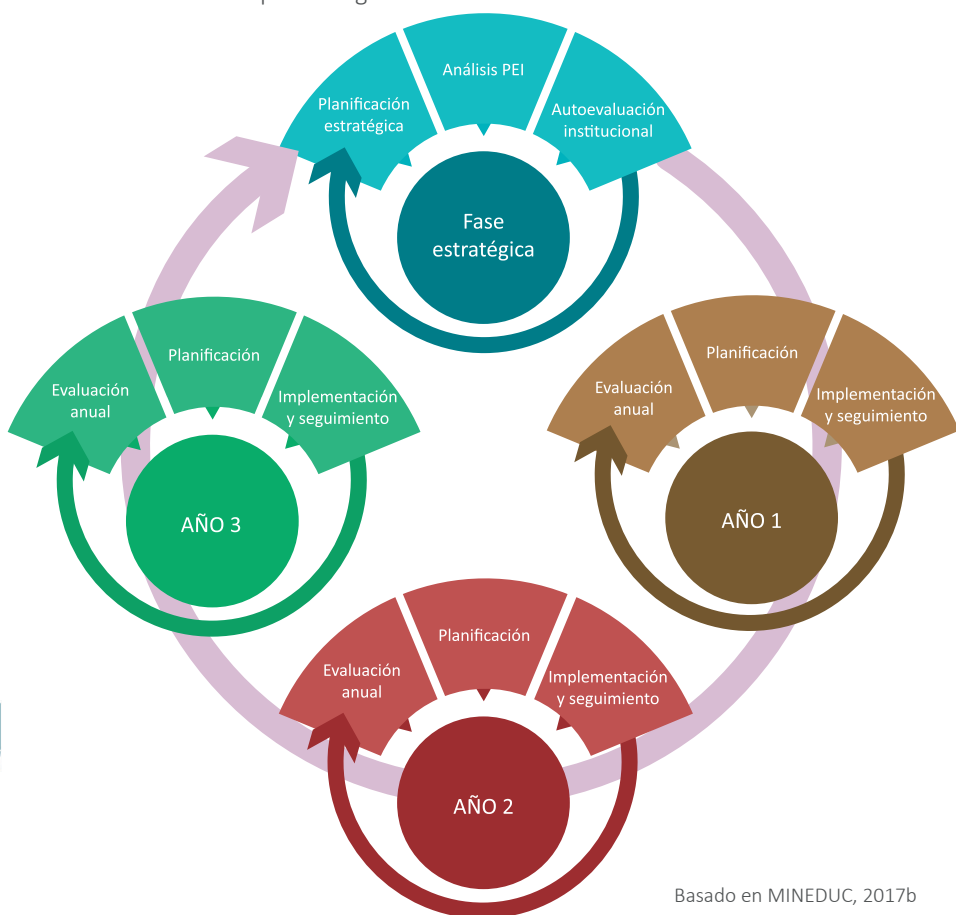 Análisis PEI
Planificación
estratégica
Autoevaluación
institucional
Fase
estratégica
Planificación
Evaluación
anual
Implementación
y seguimiento
AÑO 3
Planificación
Evaluación
anual
Implementación
y seguimiento
AÑO 1
Planificación
Evaluación
anual
Implementación
y seguimiento
AÑO 2
Basado en MINEDUC, 2017b